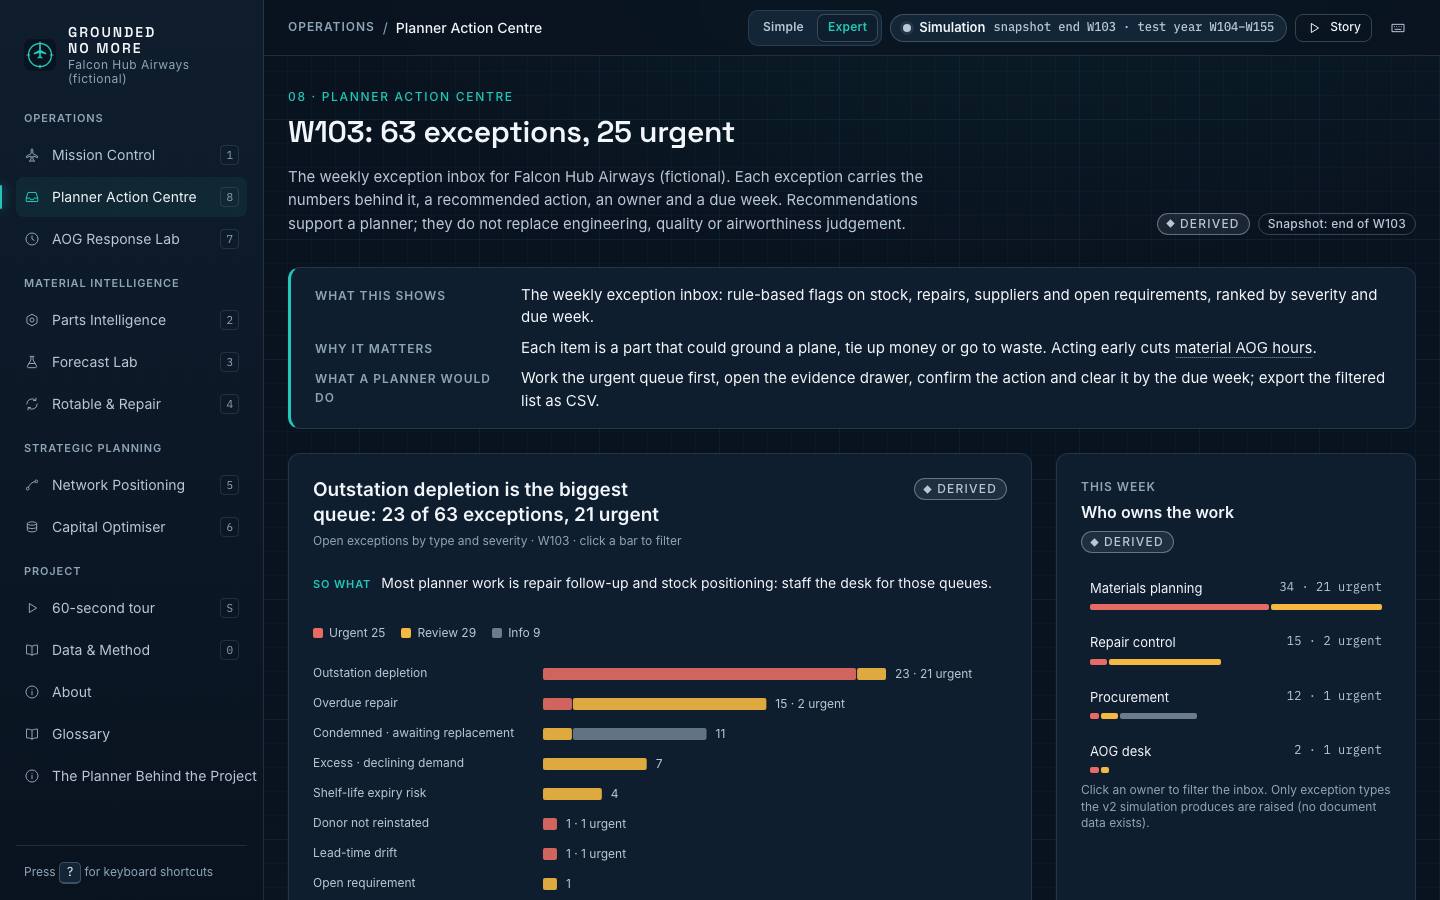 GROUNDED
NO MORE
Falcon Hub Airways
(fictional)
OPERATIONS
Mission Control 1
Planner Action Centre 8
AOG Response Lab 7
MATERIAL INTELLIGENCE
Parts Intelligence 2
Forecast Lab 3
Rotable & Repair 4
STRATEGIC PLANNING
Network Positioning 5
Capital Optimiser 6
PROJECT
60-second tour S
Data & Method 0
About
Glossary
The Planner Behind the Project
Press ? for keyboard shortcuts
OPERATIONS / Planner Action Centre
Simple Expert
Simulation snapshot end W103 · test year W104–W155
Story
08 · PLANNER ACTION CENTRE
W103: 63 exceptions, 25 urgent
The weekly exception inbox for Falcon Hub Airways (fictional). Each exception carries the
numbers behind it, a recommended action, an owner and a due week. Recommendations
support a planner; they do not replace engineering, quality or airworthiness judgement.
◆ DERIVED
Snapshot: end of W103
WHAT THIS SHOWS
The weekly exception inbox: rule-based flags on stock, repairs, suppliers and open requirements, ranked by severity and
due week.
WHY IT MATTERS
Each item is a part that could ground a plane, tie up money or go to waste. Acting early cuts material AOG hours.
WHAT A PLANNER WOULD
DO
Work the urgent queue first, open the evidence drawer, confirm the action and clear it by the due week; export the filtered
list as CSV.
Outstation depletion is the biggest
queue: 23 of 63 exceptions, 21 urgent
◆ DERIVED
Open exceptions by type and severity · W103 · click a bar to filter
SO WHAT Most planner work is repair follow-up and stock positioning: staff the desk for those queues.
Urgent 25 Review 29 Info 9
Outstation depletion 23 · 21 urgent
Overdue repair 15 · 2 urgent
Condemned · awaiting replacement 11
Excess · declining demand 7
Shelf-life expiry risk 4
Donor not reinstated 1 · 1 urgent
Lead-time drift 1 · 1 urgent
Open requirement 1
THIS WEEK
Who owns the work
◆ DERIVED
Materials planning 34 · 21 urgent
Repair control 15 · 2 urgent
Procurement 12 · 1 urgent
AOG desk 2 · 1 urgent
Click an owner to filter the inbox. Only exception types
the v2 simulation produces are raised (no document
data exists).